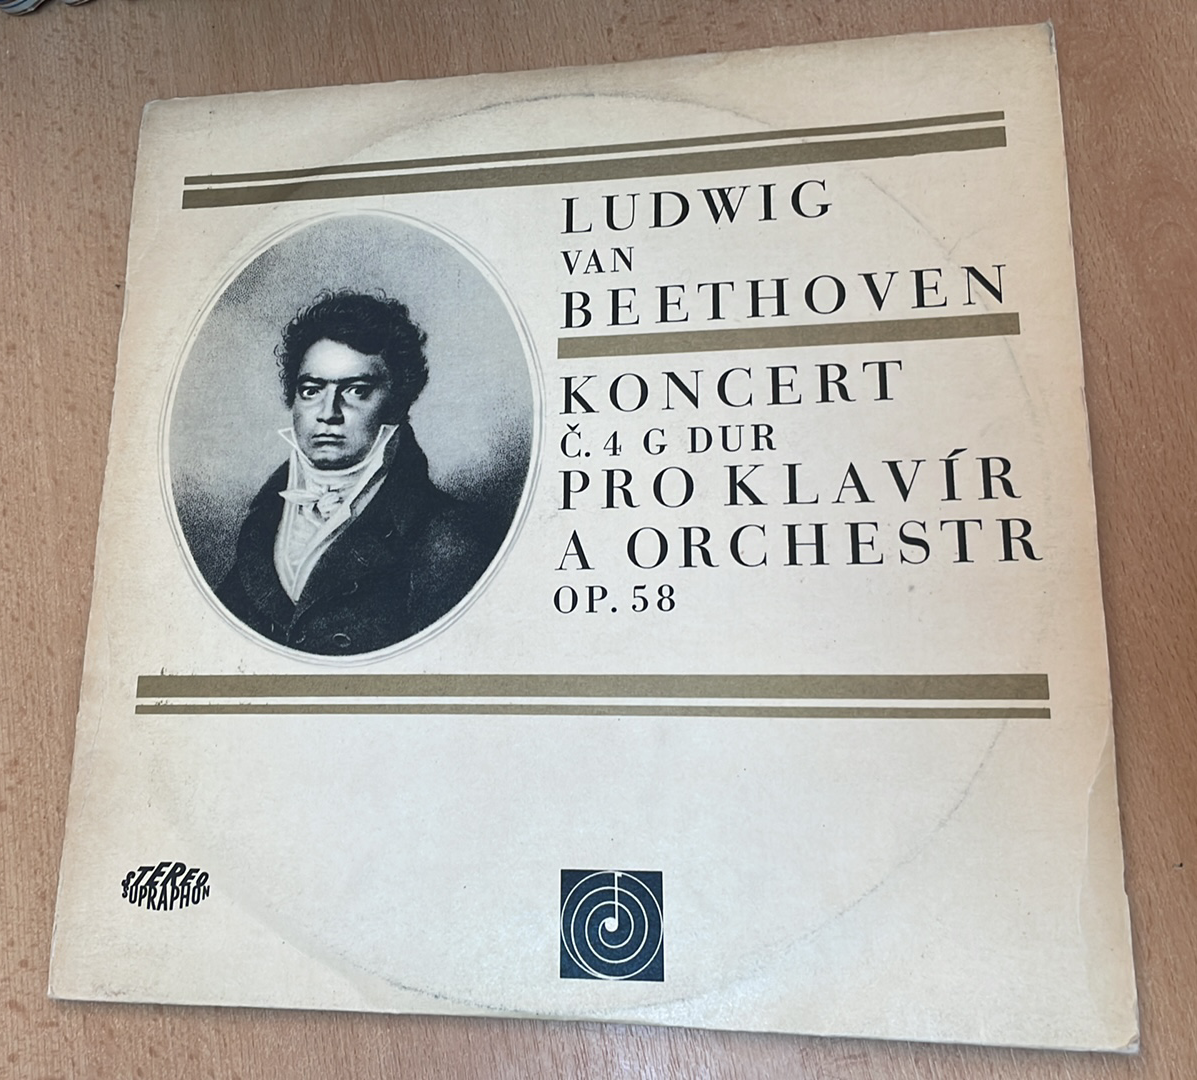 LUDWIG
VAN
BEETHOVEN
KONCERT
Č. 4 G DUR
PRO KLAVÍR
A ORCHESTR
OP. 58
STEREO
SUPRAPHON